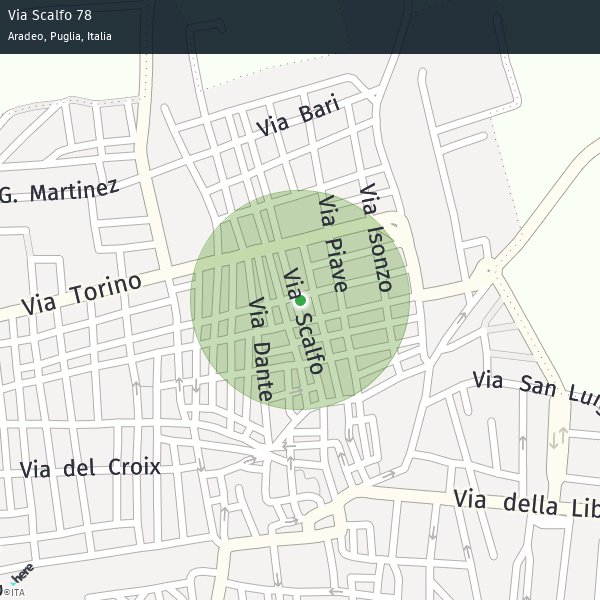 Via Scalfo 78
Aradeo, Puglia, Italia
Via Bari
G. Martinez
Via Isonzo
Via Piave
Via Torino
Via Scalfo
Via Dante
Via San Luig
Via del Croix
Via della Lib
here
©ITA